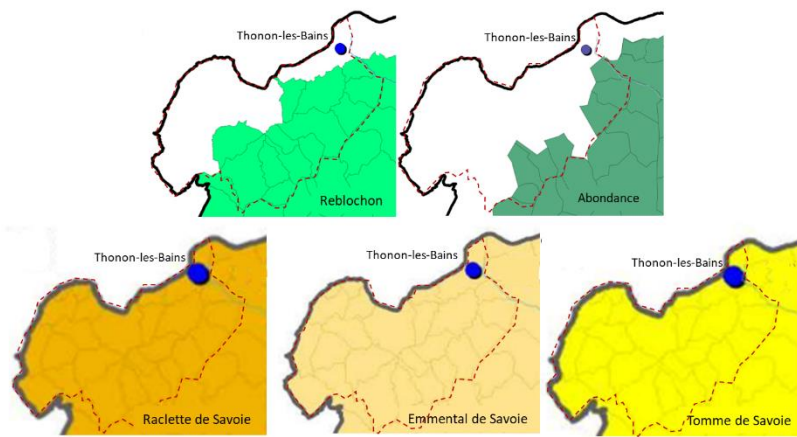 Thonon-les-Bains
Reblochon
Thonon-les-Bains
Abondance
Thonon-les-Bains
Raclette de Savoie
Thonon-les-Bains
Emmental de Savoie
Thonon-les-Bains
Tomme de Savoie